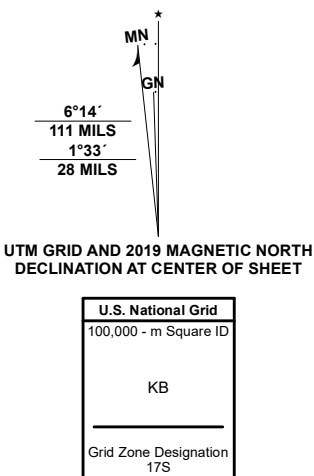 ★
MN
GN
6°14´
111 MILS
1°33´
28 MILS
UTM GRID AND 2019 MAGNETIC NORTH
DECLINATION AT CENTER OF SHEET
U.S. National Grid
100,000 - m Square ID
KB
Grid Zone Designation
17S